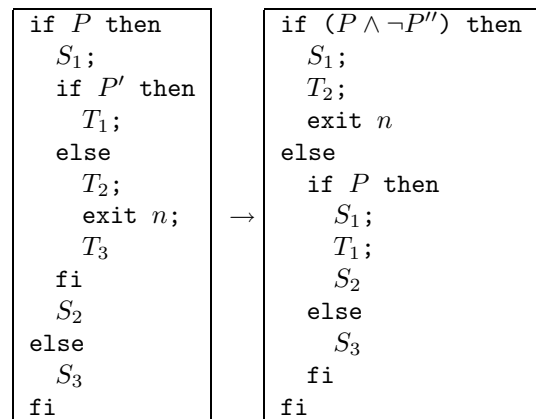 if P then
S₁;
if P′ then
T₁;
else
T₂;
exit n;
T₃
fi
S₂
else
S₃
fi
→
if (P ∧ ¬P″) then
S₁;
T₂;
exit n
else
if P then
S₁;
T₁;
S₂
else
S₃
fi
fi